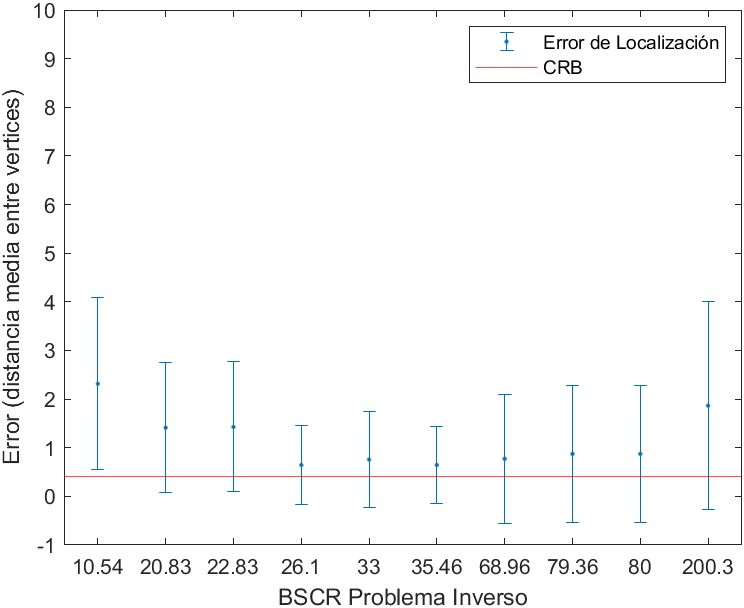 10
9
8
7
6
5
4
3
2
1
0
-1
Error (distancia media entre vertices)
Error de Localización
CRB
10.54 20.83 22.83 26.1 33 35.46 68.96 79.36 80 200.3
BSCR Problema Inverso